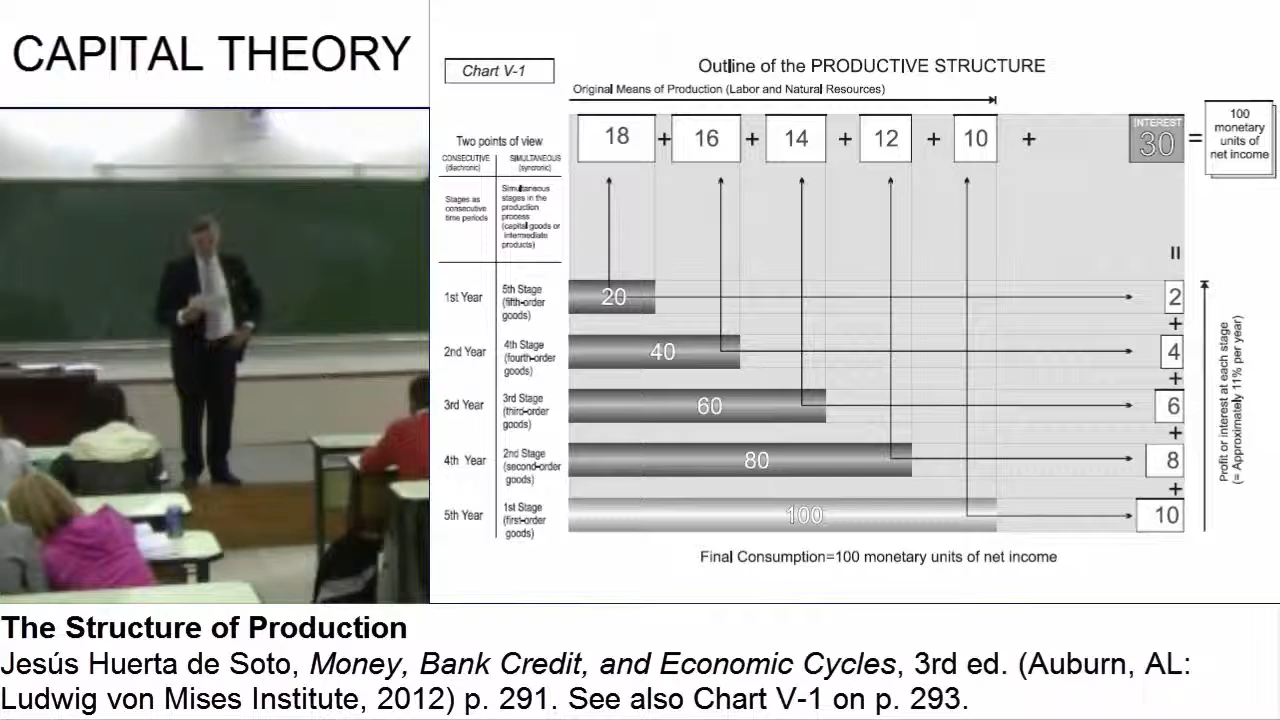 CAPITAL THEORY
Chart V-1
Outline of the PRODUCTIVE STRUCTURE
Original Means of Production (Labor and Natural Resources)
18 + 16 + 14 + 12 + 10 + INTEREST 30 =
100
monetary
units of
net income
Two points of view
CONSECUTIVE
(diachronic)
SIMULTANEOUS
(syncronic)
Stages as
consecutive
time periods
Simultaneous
stages in the
production
process
(capital goods or
intermediate
products)
=
1st Year
5th Stage
(fifth-order
goods)
20
2
+
2nd Year
4th Stage
(fourth-order
goods)
40
4
+
3rd Year
3rd Stage
(third-order
goods)
60
6
+
4th Year
2nd Stage
(second-order
goods)
80
8
+
5th Year
1st Stage
(first-order
goods)
100
10
Profit or interest at each stage
(= Approximately 11% per year)
Final Consumption=100 monetary units of net income
The Structure of Production
Jesús Huerta de Soto, Money, Bank Credit, and Economic Cycles, 3rd ed. (Auburn, AL:
Ludwig von Mises Institute, 2012) p. 291. See also Chart V-1 on p. 293.